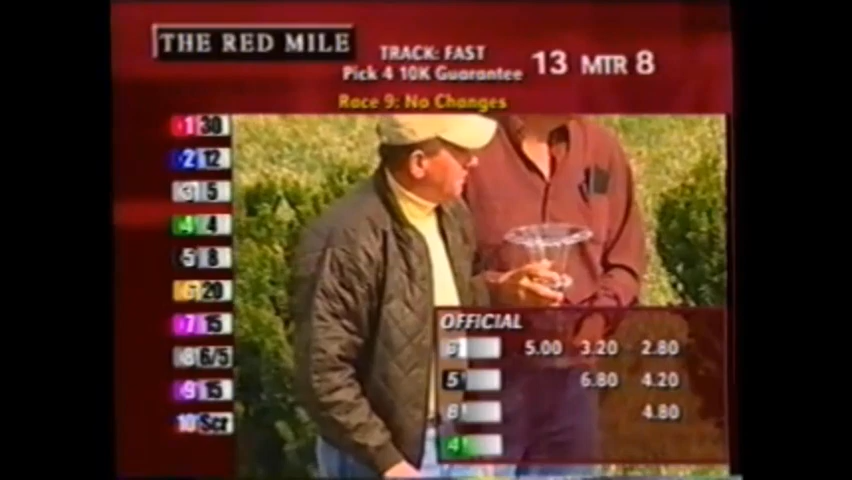 THE RED MILE
TRACK: FAST
Pick 4 10K Guarantee
13 MTR 8
Race 9: No Changes
1 30
2 12
3 5
4 4
5 8
6 20
7 15
8 6/5
9 15
10 Scr
OFFICIAL
5.00 3.20 2.80
5 6.80 4.20
4.80
4